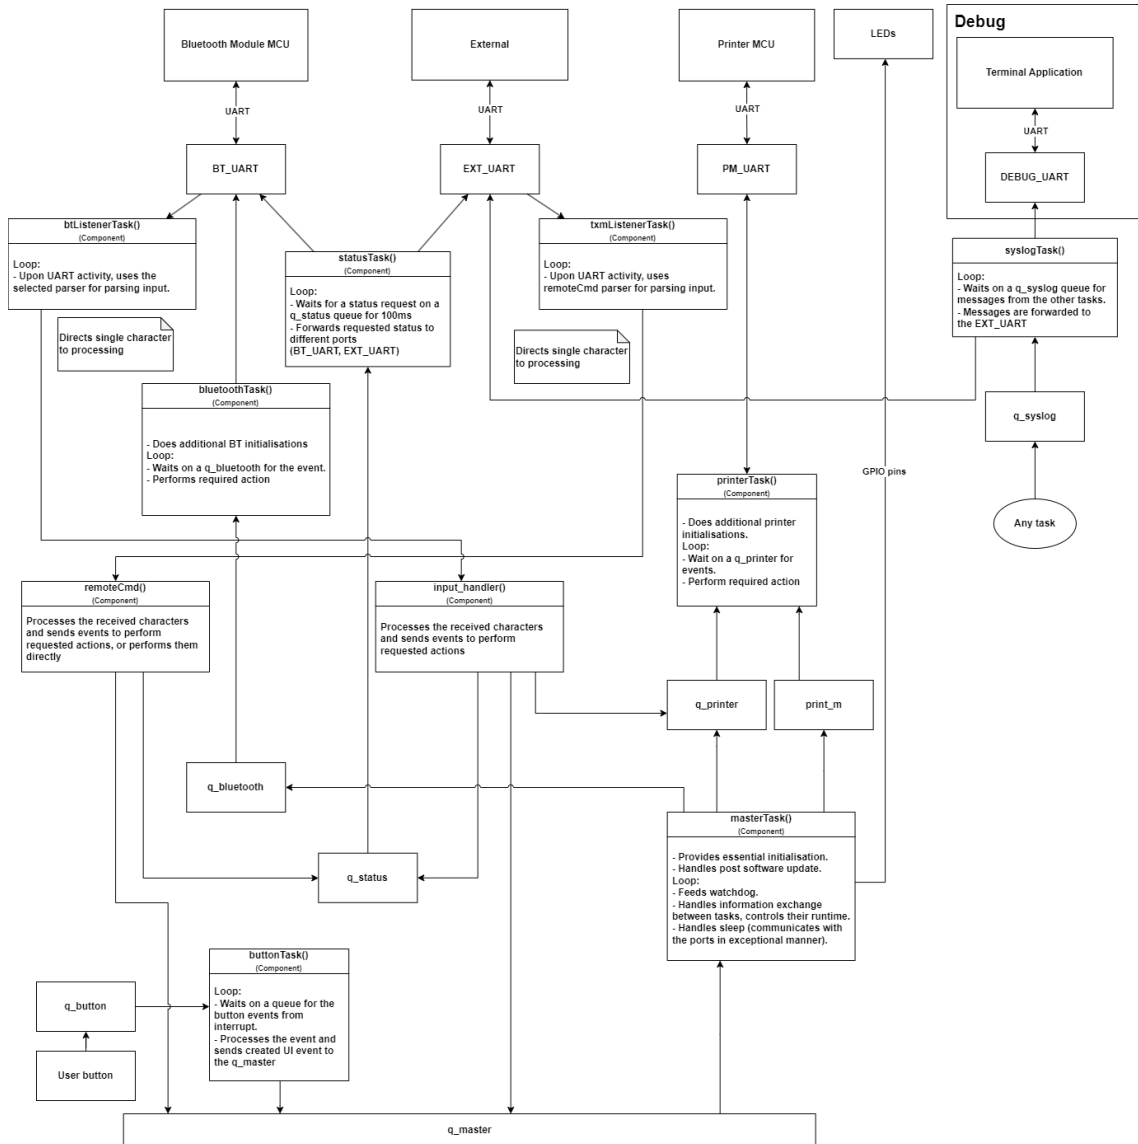 Bluetooth Module MCU
External
Printer MCU
LEDs
Debug
Terminal Application
UART
UART
UART
UART
BT_UART
EXT_UART
PM_UART
DEBUG_UART
btListenerTask()
(Component)
Loop:
- Upon UART activity, uses the
selected parser for parsing input.
statusTask()
(Component)
Loop:
- Waits for a status request on a
q_status queue for 100ms
- Forwards requested status to
different ports
(BT_UART, EXT_UART)
txmListenerTask()
(Component)
Loop:
- Upon UART activity, uses
remoteCmd parser for parsing input.
syslogTask()
(Component)
Loop:
- Waits on a q_syslog queue for
messages from the other tasks.
- Messages are forwarded to
the EXT_UART
Directs single character
to processing
Directs single character
to processing
bluetoothTask()
(Component)
- Does additional BT initialisations
Loop:
- Waits on a q_bluetooth for the event.
- Performs required action
q_syslog
GPIO pins
printerTask()
(Component)
- Does additional printer
initialisations.
Loop:
- Wait on a q_printer for
events.
- Perform required action
Any task
remoteCmd()
(Component)
Processes the received characters
and sends events to perform
requested actions, or performs them
directly
input_handler()
(Component)
Processes the received characters
and sends events to perform
requested actions
q_printer
print_m
q_bluetooth
masterTask()
(Component)
- Provides essential initialisation.
- Handles post software update.
Loop:
- Feeds watchdog.
- Handles information exchange
between tasks, controls their runtime.
- Handles sleep (communicates with
the ports in exceptional manner).
q_status
buttonTask()
(Component)
Loop:
- Waits on a queue for the
button events from
interrupt.
- Processes the event and
sends created UI event to
the q_master
q_button
User button
q_master